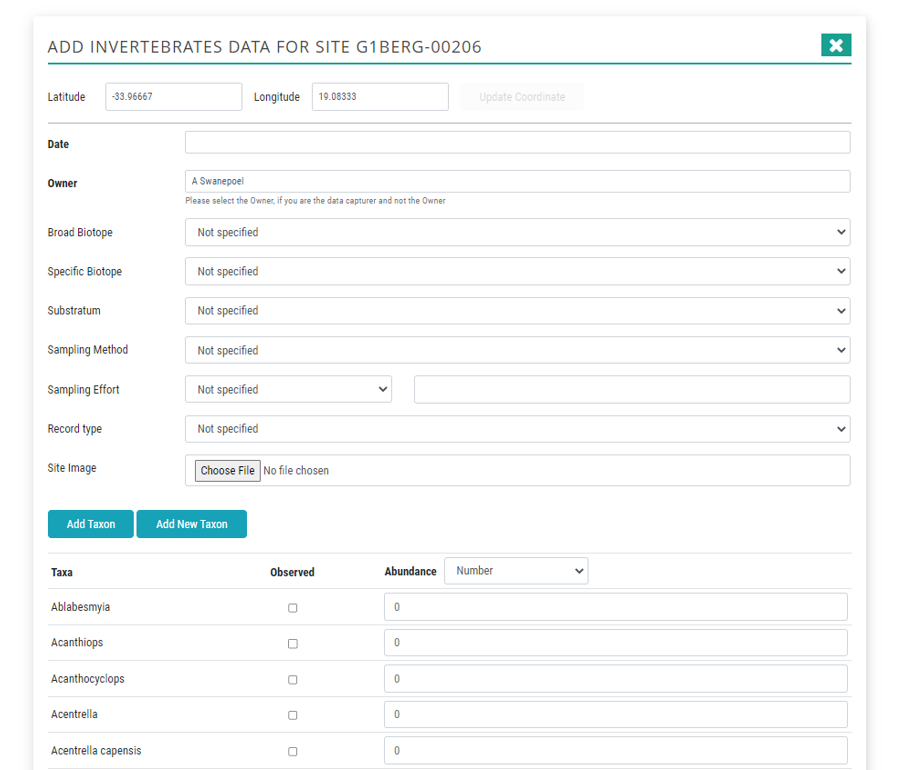 ADD INVERTEBRATES DATA FOR SITE G1BERG-00206
Latitude -33.96667 Longitude 19.08333 Update Coordinate
Date
Owner A Swanepoel
Please select the Owner, if you are the data capturer and not the Owner
Broad Biotope Not specified
Specific Biotope Not specified
Substratum Not specified
Sampling Method Not specified
Sampling Effort Not specified
Record type Not specified
Site Image Choose File No file chosen
Add Taxon Add New Taxon
Taxa Observed Abundance Number
Ablabesmyia 0
Acanthiops 0
Acanthocyclops 0
Acentrella 0
Acentrella capensis 0